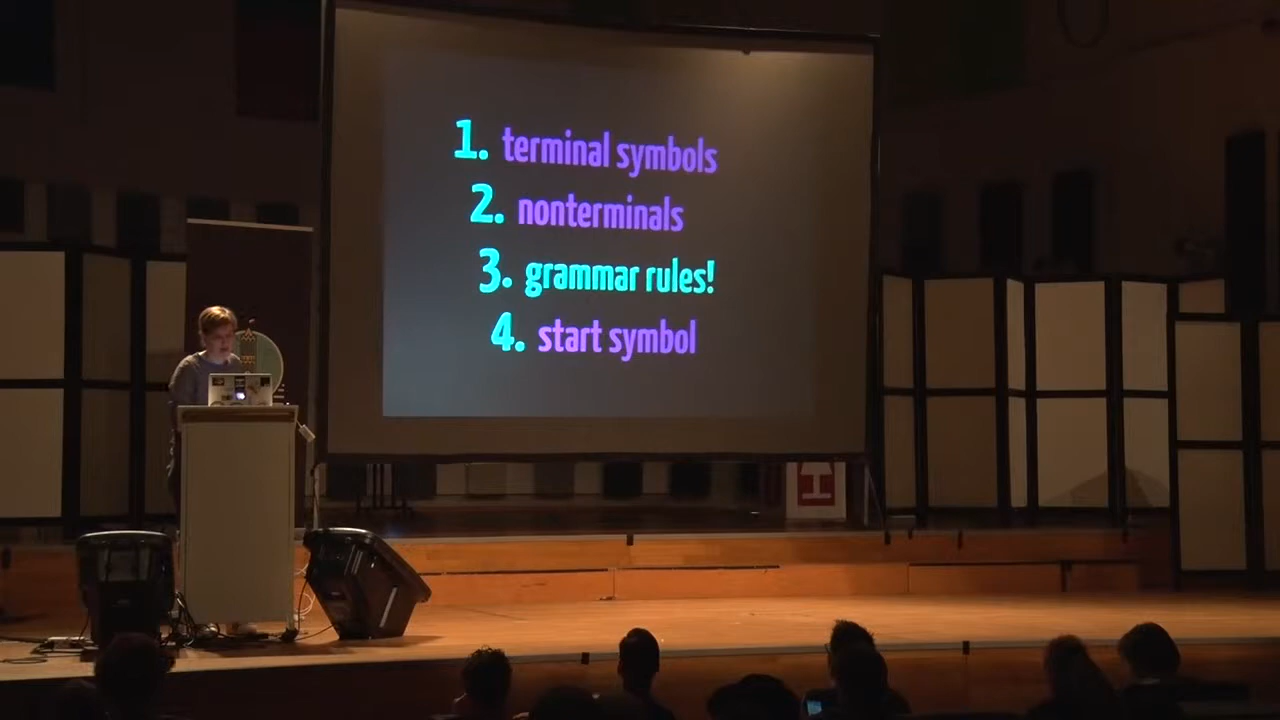 1. terminal symbols
2. nonterminals
3. grammar rules!
4. start symbol